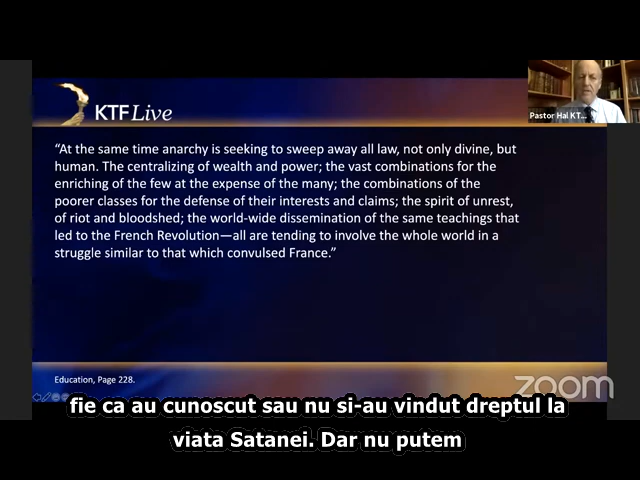 KTF Live
Pastor Hal KT...
“At the same time anarchy is seeking to sweep away all law, not only divine, but
human. The centralizing of wealth and power; the vast combinations for the
enriching of the few at the expense of the many; the combinations of the
poorer classes for the defense of their interests and claims; the spirit of unrest,
of riot and bloodshed; the world-wide dissemination of the same teachings that
led to the French Revolution—all are tending to involve the whole world in a
struggle similar to that which convulsed France.”
Education, Page 228.
zoom
fie ca au cunoscut sau nu si-au vindut dreptul la
viata Satanei. Dar nu putem